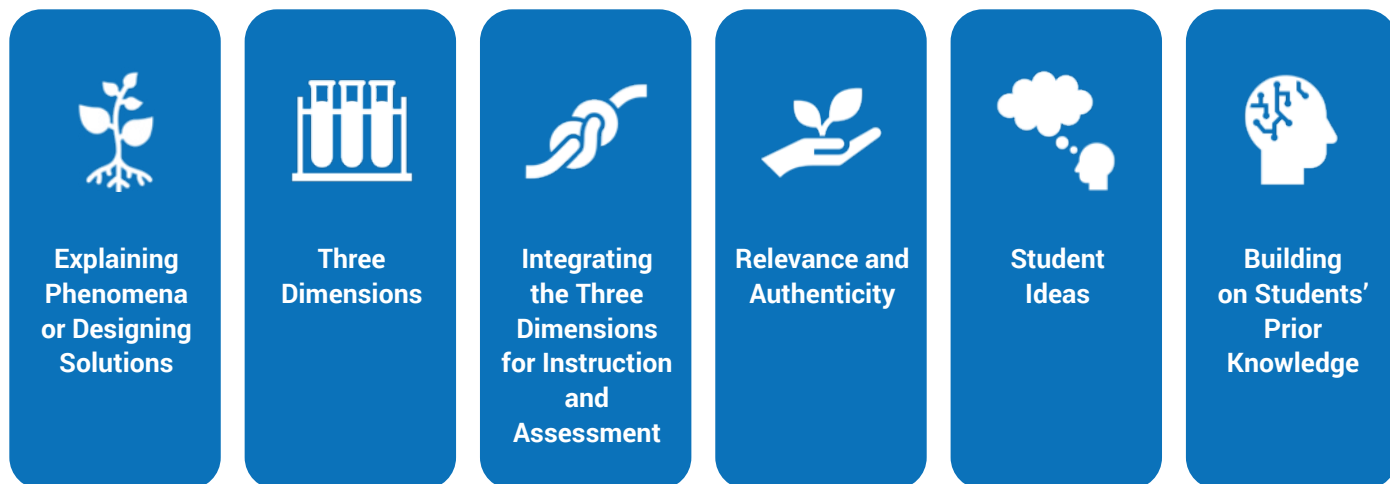 Explaining
Phenomena
or Designing
Solutions
Three
Dimensions
Integrating
the Three
Dimensions
for Instruction
and
Assessment
Relevance and
Authenticity
Student
Ideas
Building
on Students’
Prior
Knowledge